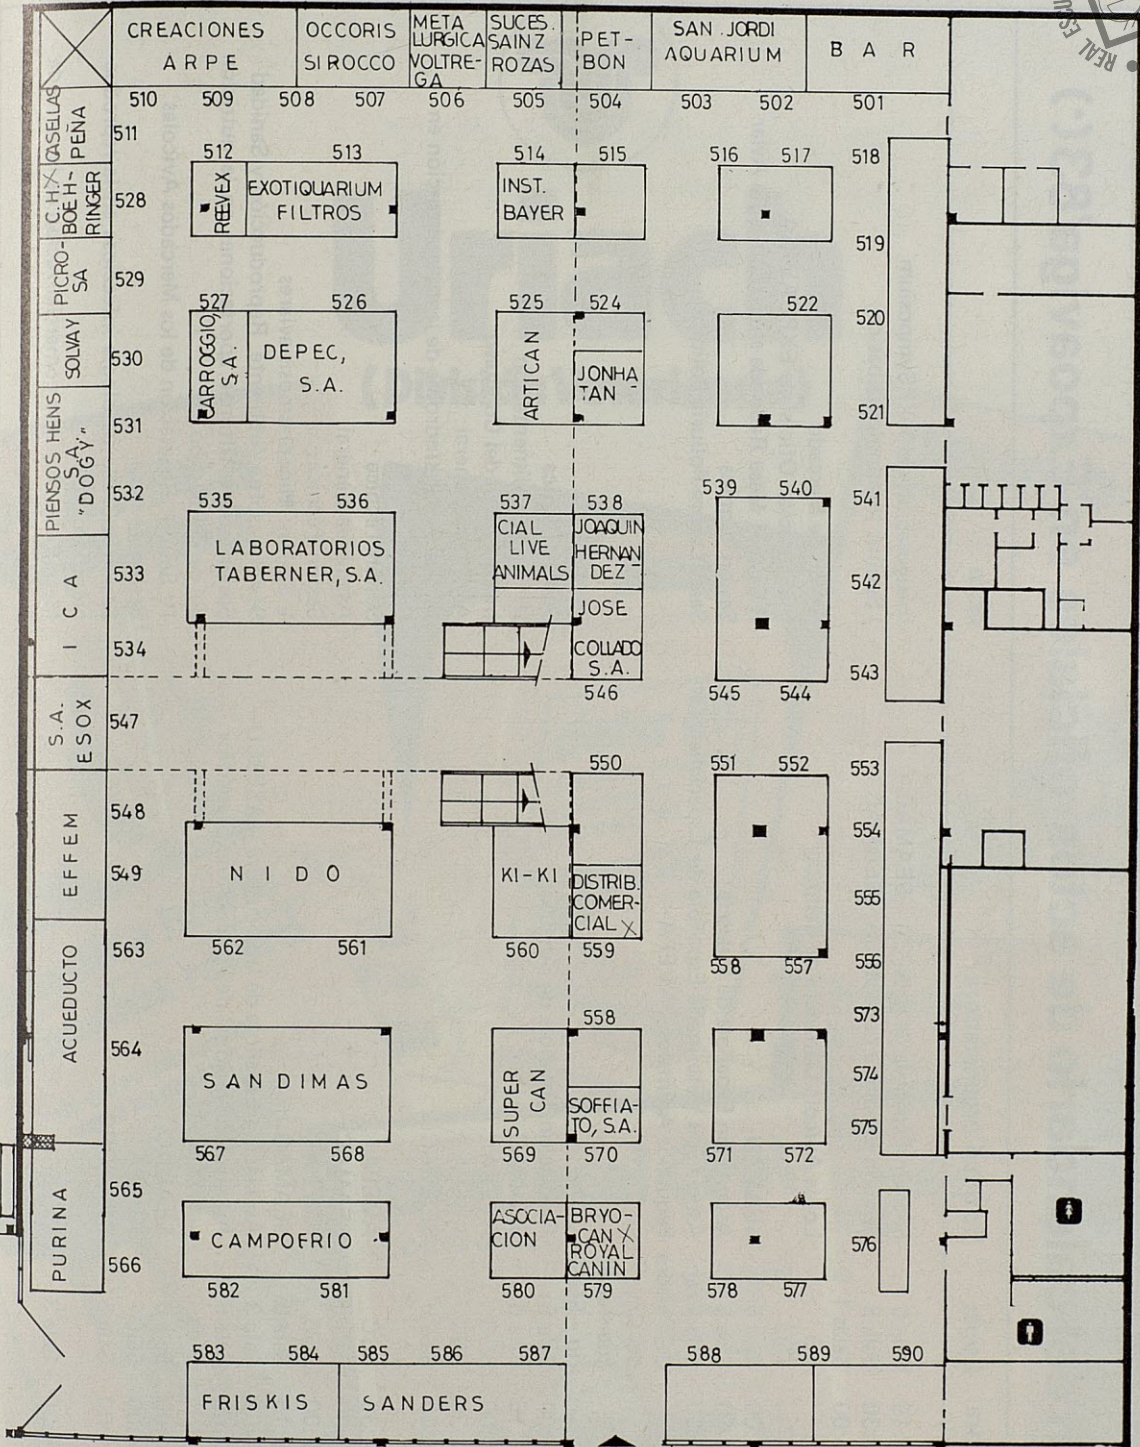 CREACIONES
ARPE
OCCORIS
SIROCCO
META
LURGICA
VOLTRE-
GA
SUCES.
SAINZ
ROZAS
PET-
BON
SAN JORDI
AQUARIUM
BAR
REAL ESCU
510 509 508 507 506 505 504 503 502 501
CASELLAS
PEÑA
511
512 513 514 515 516 517 518
C.H. X
BOEH-
RINGER
528
REEVEX
EXOTIQUARIUM
FILTROS
INST.
BAYER
519
PICRO-
SA
529
527 526 525 524 522 520
SOLVAY
530
CARROGGIO,
S.A.
DEPEC,
S.A.
ARTICAN
JONHA-
TAN
521
PIENSOS HENS
S.A.
"DOGY"
531
532
535 536 537 538 539 540 541
LABORATORIOS
TABERNER, S.A.
CIAL
LIVE
ANIMALS
JOAQUIN
HERNAN-
DEZ
ICA
533
542
JOSE
COLLADO
S.A.
534
543
546 545 544
S.A.
ESOX
547
550 551 552 553
EFFEM
548
554
549
NIDO
KI-KI
DISTRIB.
COMER-
CIAL X
555
562 561 560 559 558 557 556
ACUEDUCTO
563
573
558
564
SANDIMAS
SUPER
CAN
SOFFIA-
TO, S.A.
574
575
567 568 569 570 571 572
PURINA
565
CAMPOFRIO
ASOCIA-
CION
BRYO-
CAN X
ROYAL
CANIN
576
566
582 581 580 579 578 577
583 584 585 586 587 588 589 590
FRISKIS
SANDERS